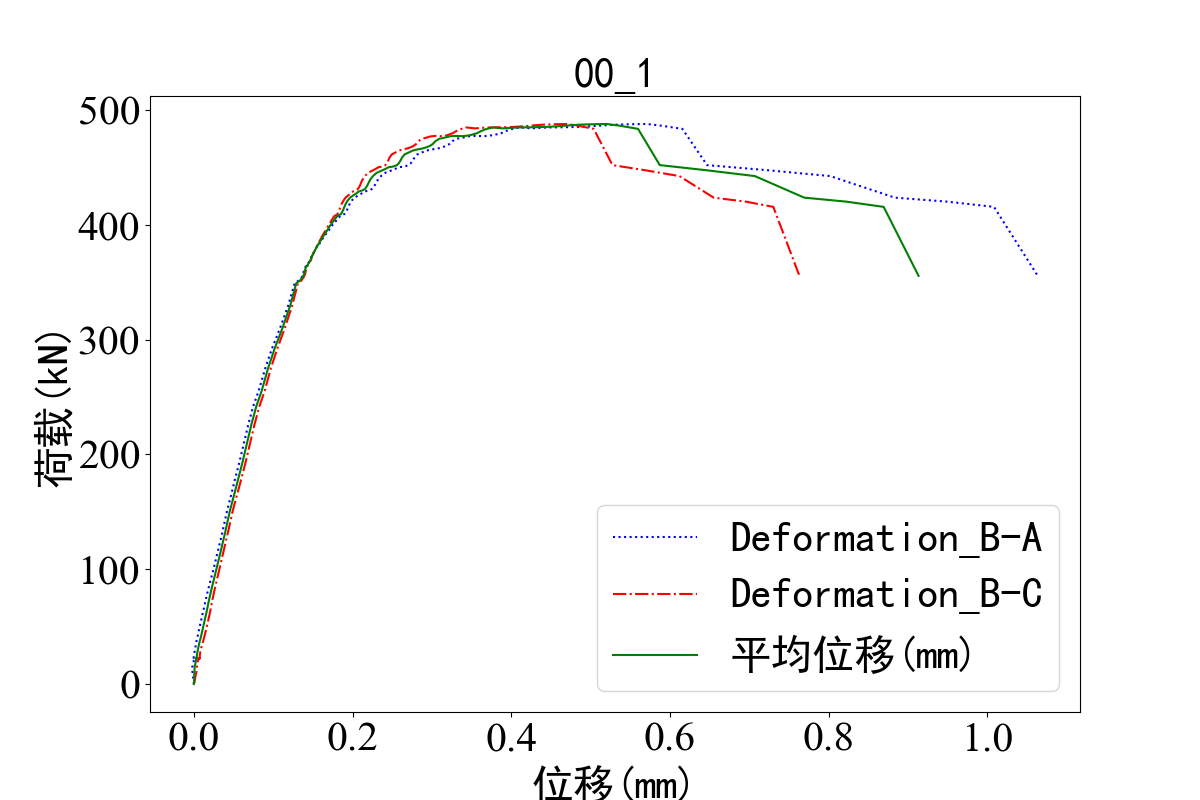 OO_1
500
400
300
200
100
0
荷载(kN)
0.0 0.2 0.4 0.6 0.8 1.0
位移(mm)
Deformation_B-A
Deformation_B-C
平均位移(mm)